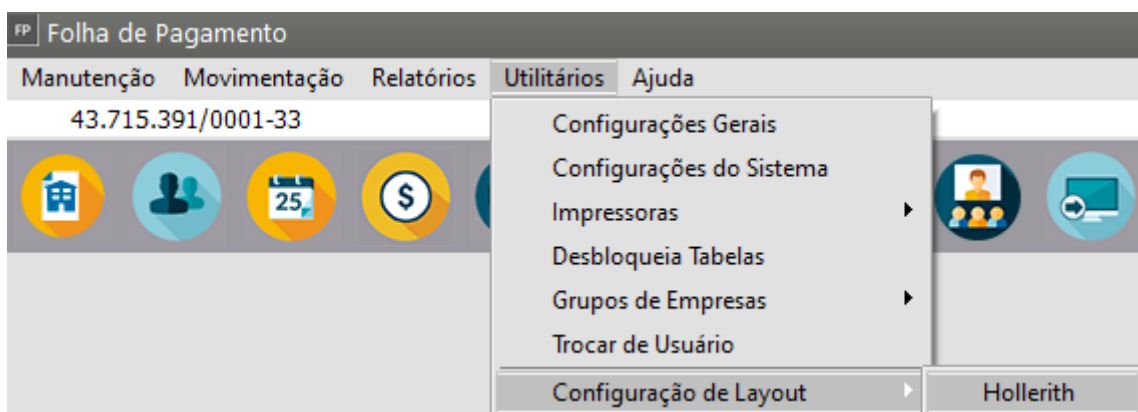 FP Folha de Pagamento
Manutenção Movimentação Relatórios Utilitários Ajuda
43.715.391/0001-33
Configurações Gerais
Configurações do Sistema
25
$
Impressoras
Desbloqueia Tabelas
Grupos de Empresas
Trocar de Usuário
Configuração de Layout Hollerith